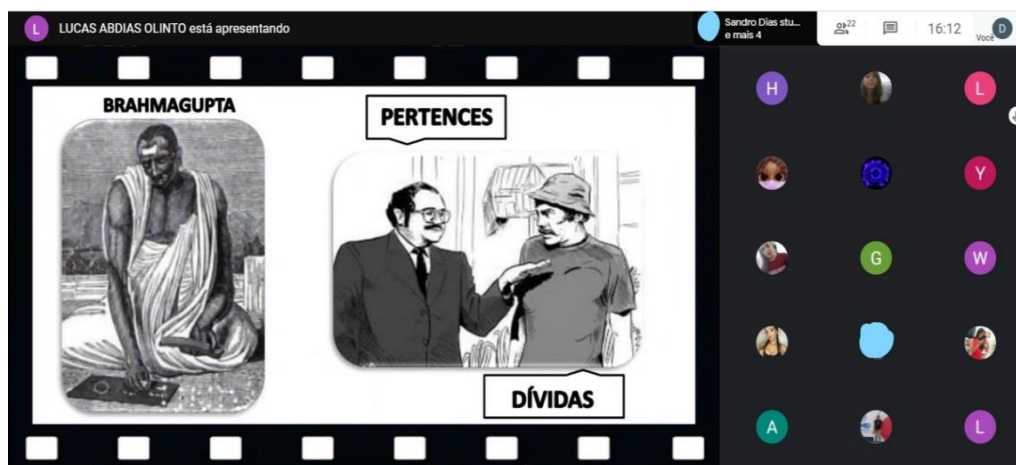 L
LUCAS ABDIAS OLINTO está apresentando
Sandro Dias stu...
e mais 4
22
16:12
Você
D
BRAHMAGUPTA
PERTENCES
DÍVIDAS
H
L
Y
G
W
A
L